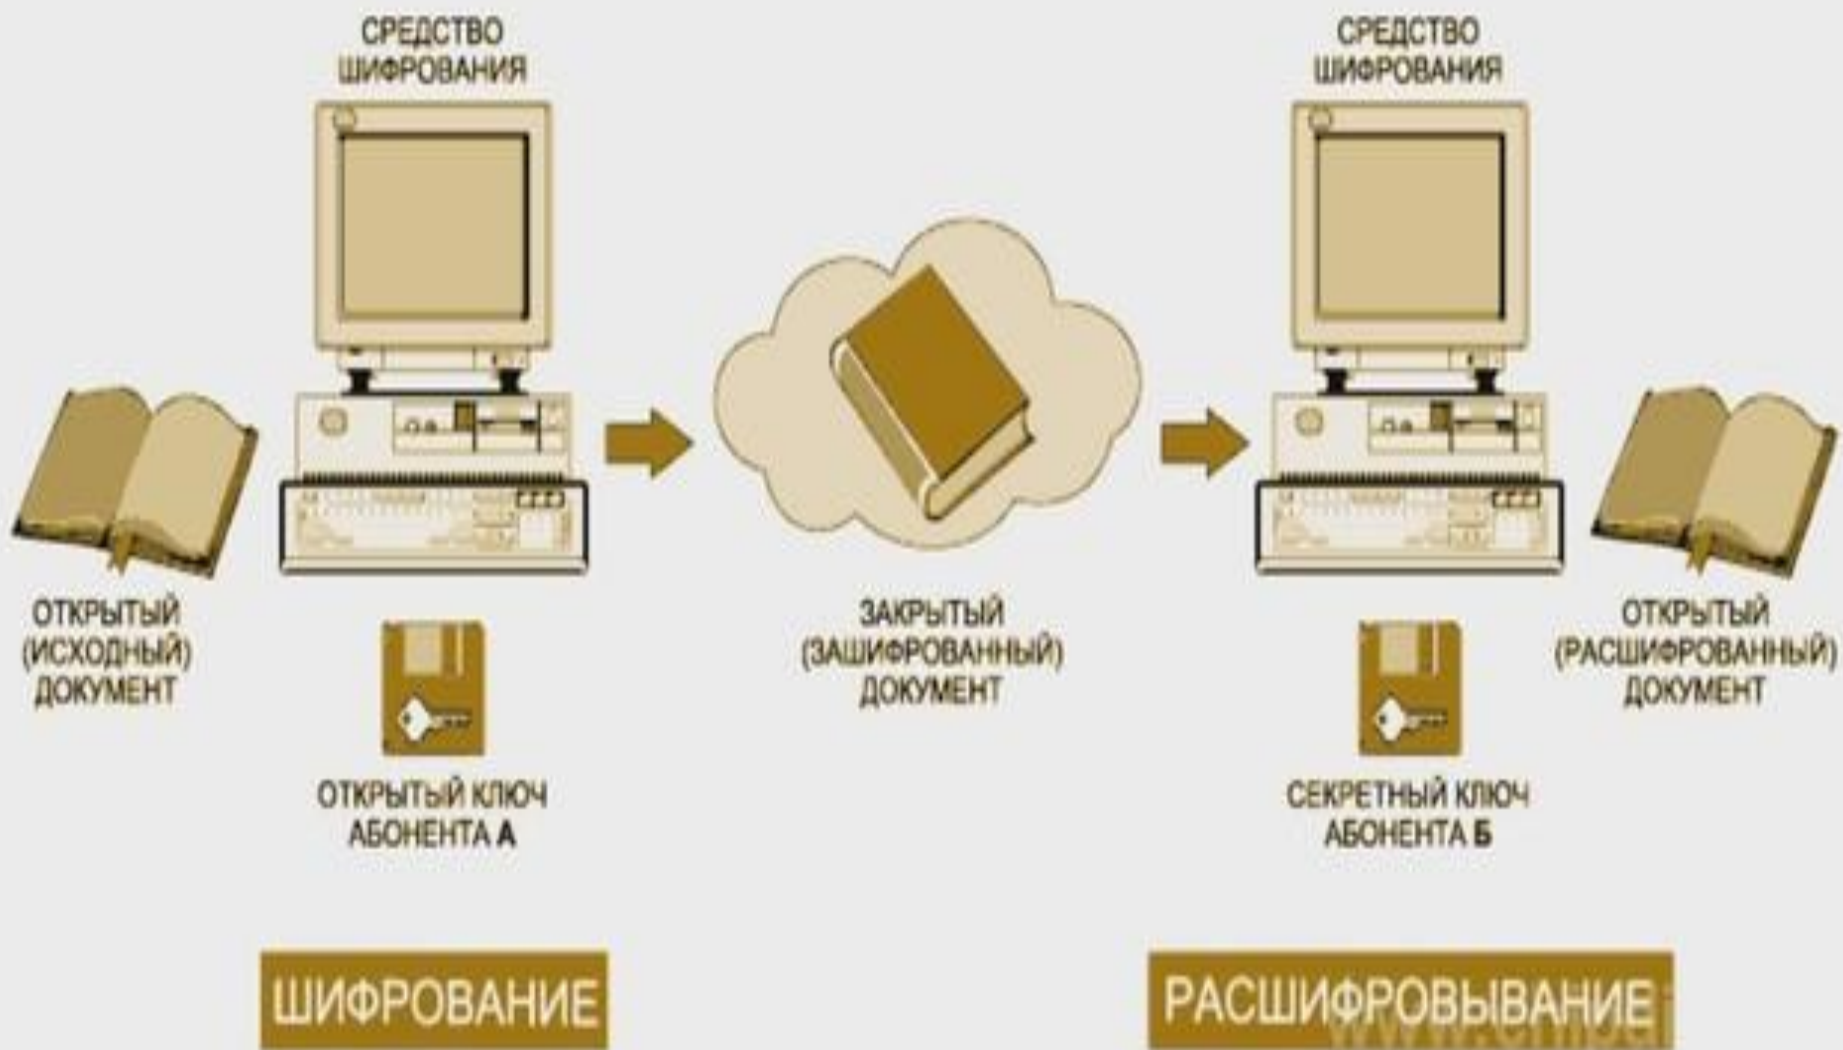 СРЕДСТВО
ШИФРОВАНИЯ
СРЕДСТВО
ШИФРОВАНИЯ
ОТКРЫТЫЙ
(ИСХОДНЫЙ)
ДОКУМЕНТ
ЗАКРЫТЫЙ
(ЗАШИФРОВАННЫЙ)
ДОКУМЕНТ
ОТКРЫТЫЙ
(РАСШИФРОВАННЫЙ)
ДОКУМЕНТ
ОТКРЫТЫЙ КЛЮЧ
АБОНЕНТА А
СЕКРЕТНЫЙ КЛЮЧ
АБОНЕНТА Б
ШИФРОВАНИЕ
РАСШИФРОВЫВАНИЕ